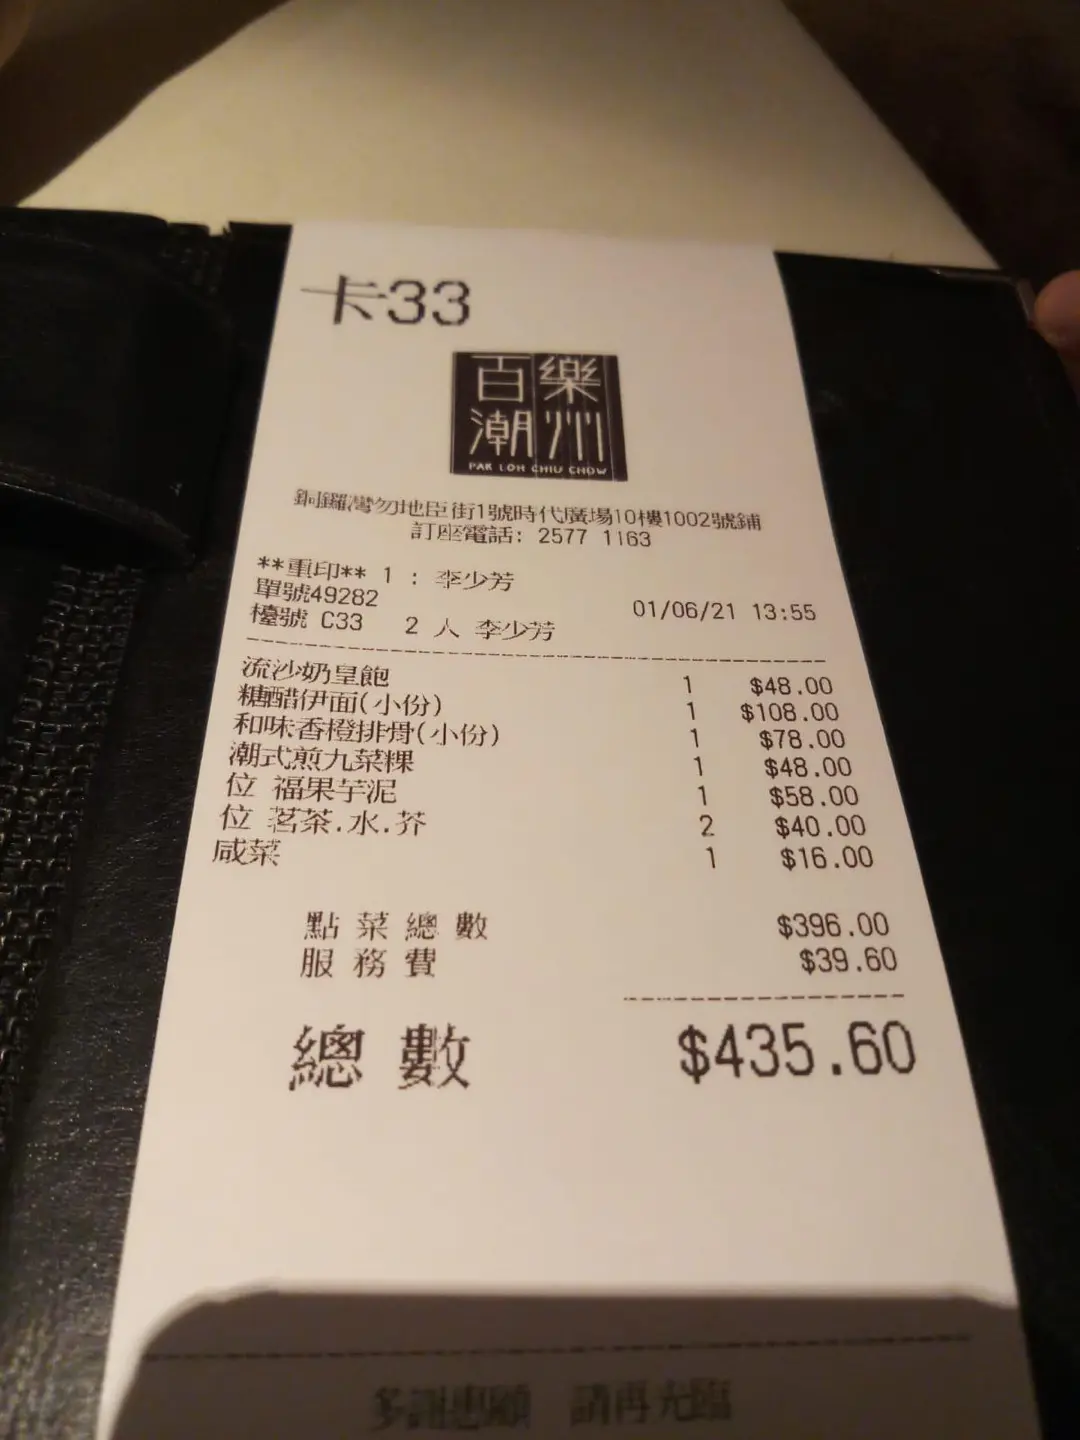 卡33
百樂
潮州
PAK LOH CHIU CHOW
銅鑼灣勿地臣街1號時代廣場10樓1002號鋪
訂座電話: 2577 1163
**重印** 1 : 李少芳
單號49282 01/06/21 13:55
檯號 C33 2 人 李少芳
流沙奶皇飽 1 $48.00
糖醋伊面(小份) 1 $108.00
和味香橙排骨(小份) 1 $78.00
潮式煎九菜粿 1 $48.00
位 福果芋泥 1 $58.00
位 茗茶.水.芥 2 $40.00
咸菜 1 $16.00
點菜總數 $396.00
服務費 $39.60
總數 $435.60
多謝惠顧 請再光臨